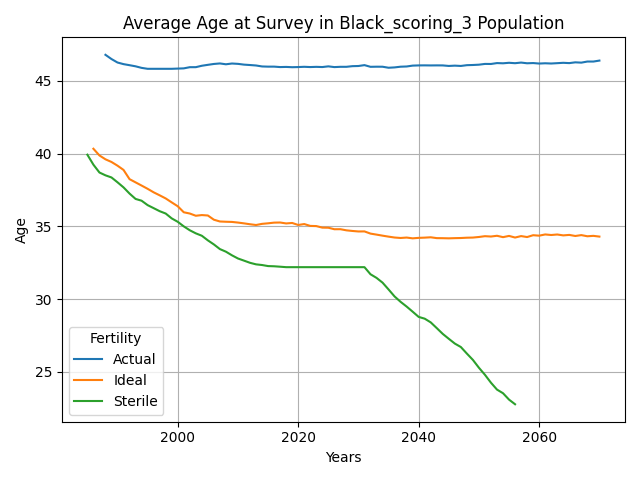 Average Age at Survey in Black_scoring_3 Population
Age
45
40
35
30
25
Fertility
Actual
Ideal
Sterile
2000 2020 2040 2060
Years